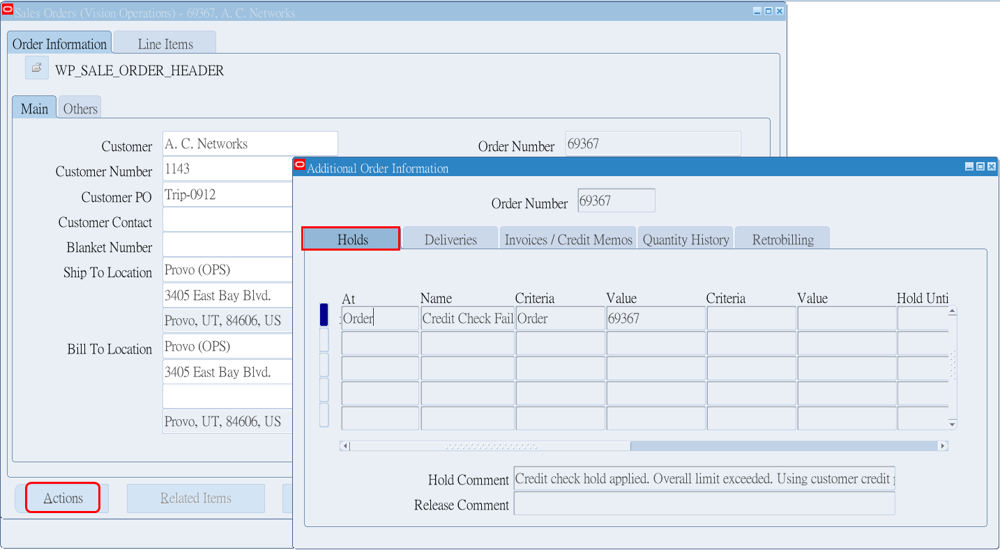 Sales Orders (Vision Operations) - 69367, A. C. Networks
Order Information Line Items
WP_SALE_ORDER_HEADER
Main Others
Customer A. C. Networks Order Number 69367
Customer Number 1143
Customer PO Trip-0912
Customer Contact
Blanket Number
Ship To Location Provo (OPS)
3405 East Bay Blvd.
Provo, UT, 84606, US
Bill To Location Provo (OPS)
3405 East Bay Blvd.
Provo, UT, 84606, US
Actions Related Items
Additional Order Information
Order Number 69367
Holds Deliveries Invoices / Credit Memos Quantity History Retrobilling
At Name Criteria Value Criteria Value Hold Unti
Order Credit Check Fail Order 69367
Hold Comment Credit check hold applied. Overall limit exceeded. Using customer credit
Release Comment